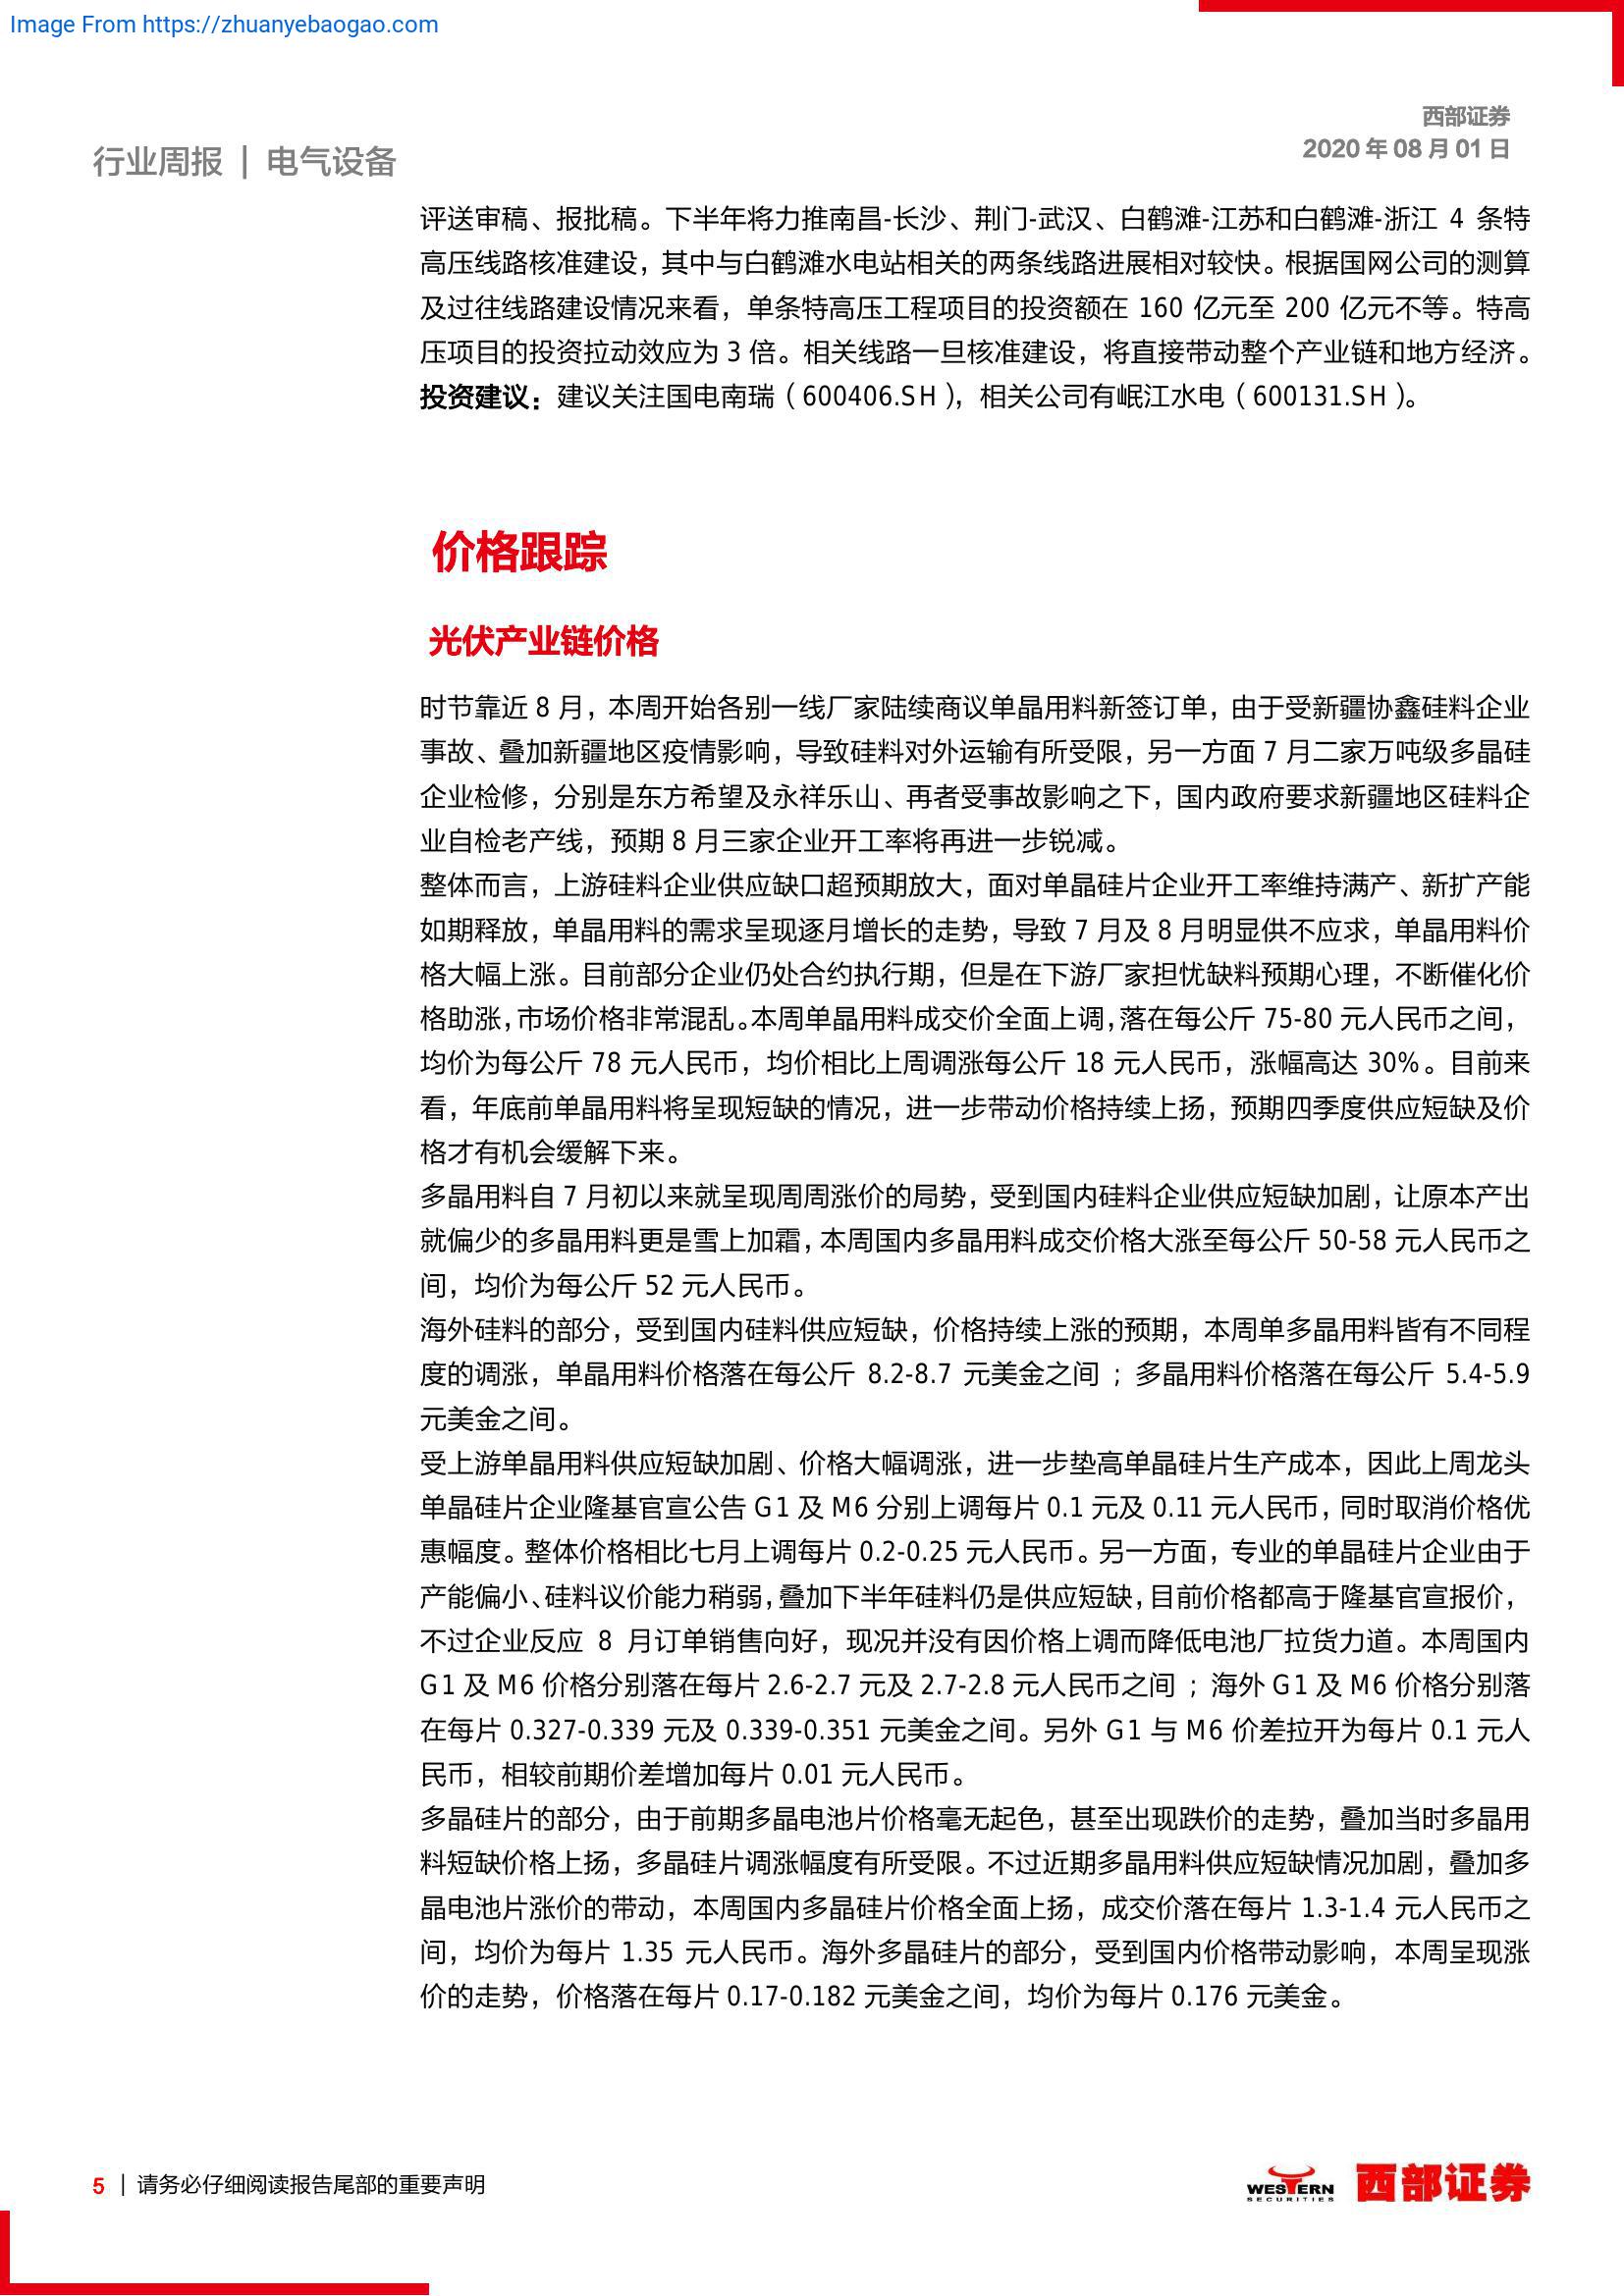 Image From https://zhuanyebaogao.com
西部证券
2020 年 08 月 01 日
行业周报 | 电气设备
评送审稿、报批稿。下半年将力推南昌-长沙、荆门-武汉、白鹤滩-江苏和白鹤滩-浙江 4 条特
高压线路核准建设，其中与白鹤滩水电站相关的两条线路进展相对较快。根据国网公司的测算
及过往线路建设情况来看，单条特高压工程项目的投资额在 160 亿元至 200 亿元不等。特高
压项目的投资拉动效应为 3 倍。相关线路一旦核准建设，将直接带动整个产业链和地方经济。
投资建议：建议关注国电南瑞（600406.SH），相关公司有岷江水电（600131.SH）。
价格跟踪
光伏产业链价格
时节靠近 8 月，本周开始各别一线厂家陆续商议单晶用料新签订单，由于受新疆协鑫硅料企业
事故、叠加新疆地区疫情影响，导致硅料对外运输有所受限，另一方面 7 月二家万吨级多晶硅
企业检修，分别是东方希望及永祥乐山、再者受事故影响之下，国内政府要求新疆地区硅料企
业自检老产线，预期 8 月三家企业开工率将再进一步锐减。
整体而言，上游硅料企业供应缺口超预期放大，面对单晶硅片企业开工率维持满产、新扩产能
如期释放，单晶用料的需求呈现逐月增长的走势，导致 7 月及 8 月明显供不应求，单晶用料价
格大幅上涨。目前部分企业仍处合约执行期，但是在下游厂家担忧缺料预期心理，不断催化价
格助涨，市场价格非常混乱。本周单晶用料成交价全面上调，落在每公斤 75-80 元人民币之间，
均价为每公斤 78 元人民币，均价相比上周调涨每公斤 18 元人民币，涨幅高达 30%。目前来
看，年底前单晶用料将呈现短缺的情况，进一步带动价格持续上扬，预期四季度供应短缺及价
格才有机会缓解下来。
多晶用料自 7 月初以来就呈现周周涨价的局势，受到国内硅料企业供应短缺加剧，让原本产出
就偏少的多晶用料更是雪上加霜，本周国内多晶用料成交价格大涨至每公斤 50-58 元人民币之
间，均价为每公斤 52 元人民币。
海外硅料的部分，受到国内硅料供应短缺，价格持续上涨的预期，本周单多晶用料皆有不同程
度的调涨，单晶用料价格落在每公斤 8.2-8.7 元美金之间；多晶用料价格落在每公斤 5.4-5.9
元美金之间。
受上游单晶用料供应短缺加剧、价格大幅调涨，进一步垫高单晶硅片生产成本，因此上周龙头
单晶硅片企业隆基官宣公告 G1 及 M6 分别上调每片 0.1 元及 0.11 元人民币，同时取消价格优
惠幅度。整体价格相比七月上调每片 0.2-0.25 元人民币。另一方面，专业的单晶硅片企业由于
产能偏小、硅料议价能力稍弱，叠加下半年硅料仍是供应短缺，目前价格都高于隆基官宣报价，
不过企业反应 8 月订单销售向好，现况并没有因价格上调而降低电池厂拉货力道。本周国内
G1 及 M6 价格分别落在每片 2.6-2.7 元及 2.7-2.8 元人民币之间；海外 G1 及 M6 价格分别落
在每片 0.327-0.339 元及 0.339-0.351 元美金之间。另外 G1 与 M6 价差拉开为每片 0.1 元人
民币，相较前期价差增加每片 0.01 元人民币。
多晶硅片的部分，由于前期多晶电池片价格毫无起色，甚至出现跌价的走势，叠加当时多晶用
料短缺价格上扬，多晶硅片调涨幅度有所受限。不过近期多晶用料供应短缺情况加剧，叠加多
晶电池片涨价的带动，本周国内多晶硅片价格全面上扬，成交价落在每片 1.3-1.4 元人民币之
间，均价为每片 1.35 元人民币。海外多晶硅片的部分，受到国内价格带动影响，本周呈现涨
价的走势，价格落在每片 0.17-0.182 元美金之间，均价为每片 0.176 元美金。
5 | 请务必仔细阅读报告尾部的重要声明
WESTERN
SECURITIES
西部证券